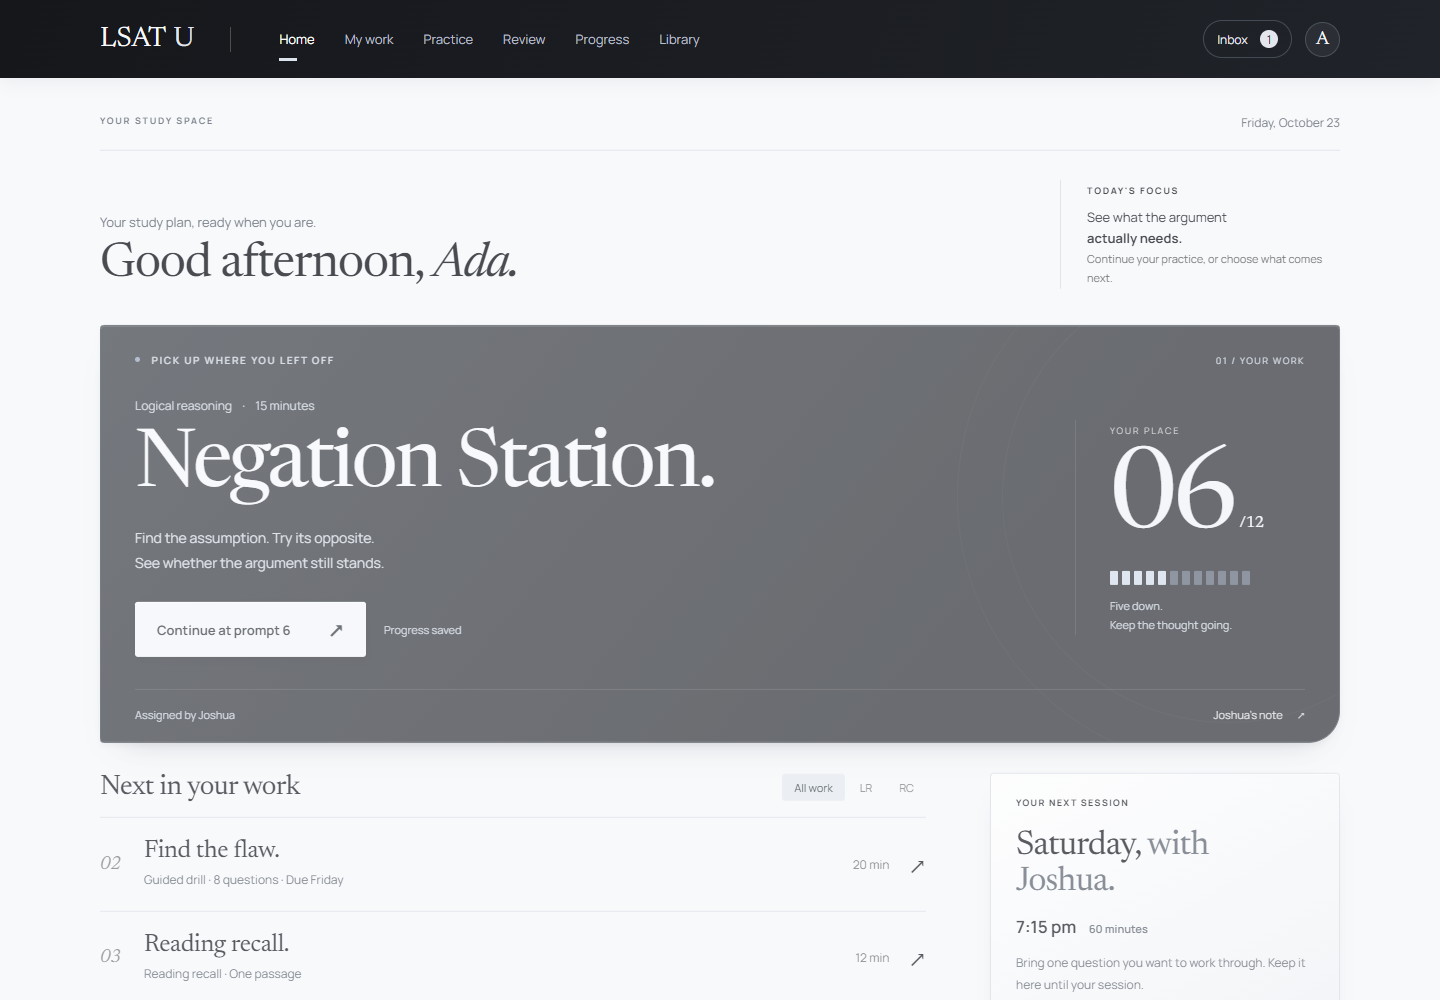 LSAT U
Home
My work
Practice
Review
Progress
Library
Inbox 1
A
YOUR STUDY SPACE
Friday, October 23
Your study plan, ready when you are.
Good afternoon, Ada.
TODAY'S FOCUS
See what the argument
actually needs.
Continue your practice, or choose what comes
next.
PICK UP WHERE YOU LEFT OFF
01 / YOUR WORK
Logical reasoning · 15 minutes
Negation Station.
Find the assumption. Try its opposite.
See whether the argument still stands.
Continue at prompt 6 ↗
Progress saved
YOUR PLACE
06 /12
Five down.
Keep the thought going.
Assigned by Joshua
Joshua's note ↗
Next in your work
All work
LR
RC
02
Find the flaw.
Guided drill · 8 questions · Due Friday
20 min ↗
03
Reading recall.
Reading recall · One passage
12 min ↗
YOUR NEXT SESSION
Saturday, with
Joshua.
7:15 pm 60 minutes
Bring one question you want to work through. Keep it
here until your session.